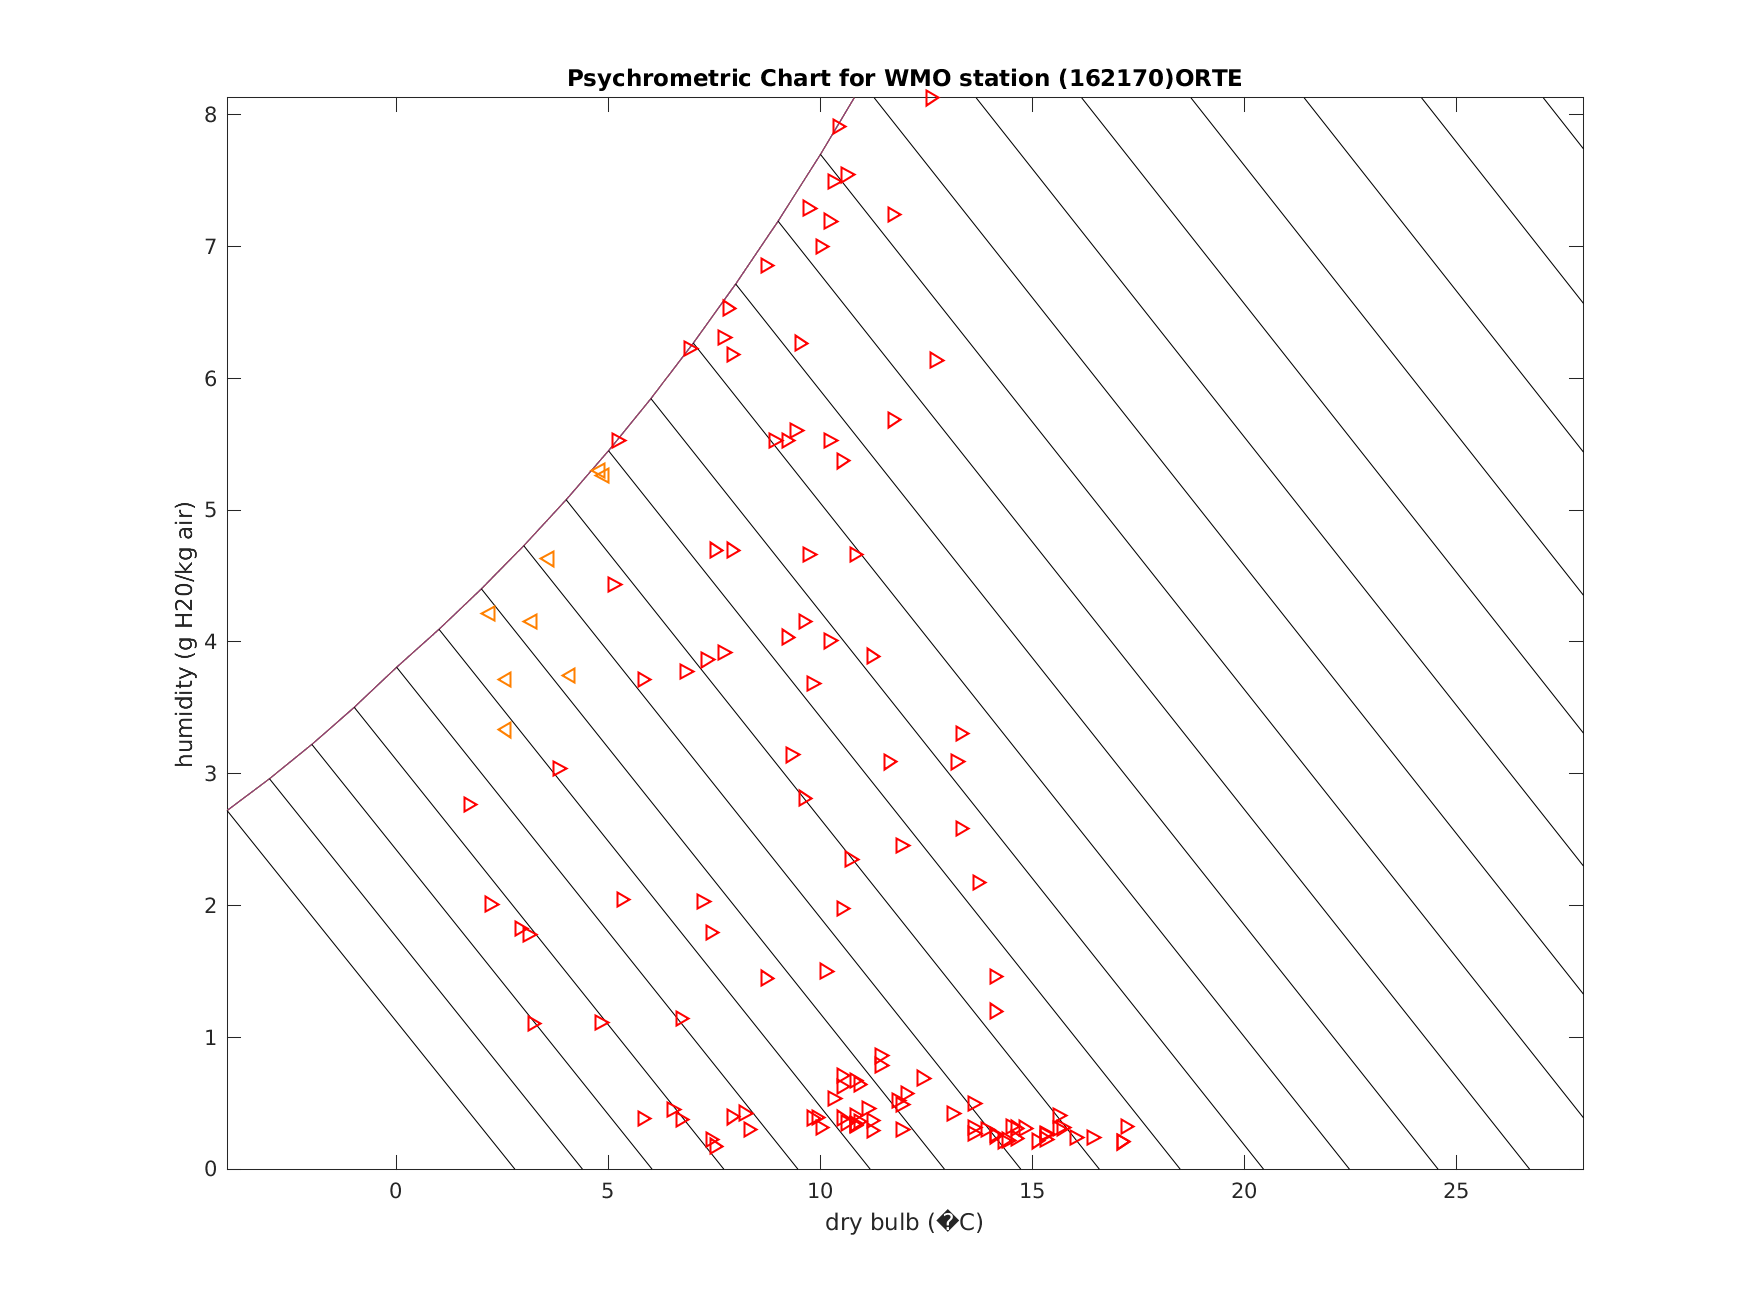 Psychrometric Chart for WMO station (162170)ORTE
8
7
6
5
4
3
2
1
0
humidity (g H20/kg air)
0 5 10 15 20 25
dry bulb (�C)